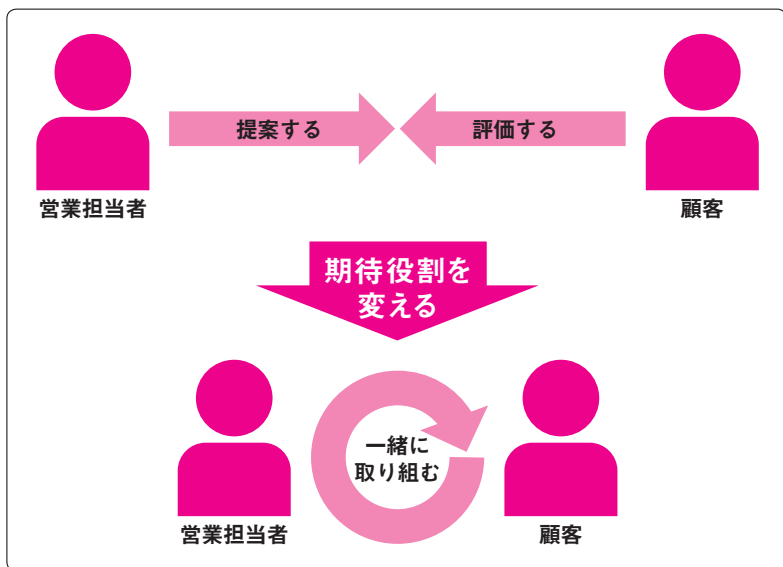 提案する
評価する
営業担当者
顧客
期待役割を
変える
一緒に
取り組む
営業担当者
顧客